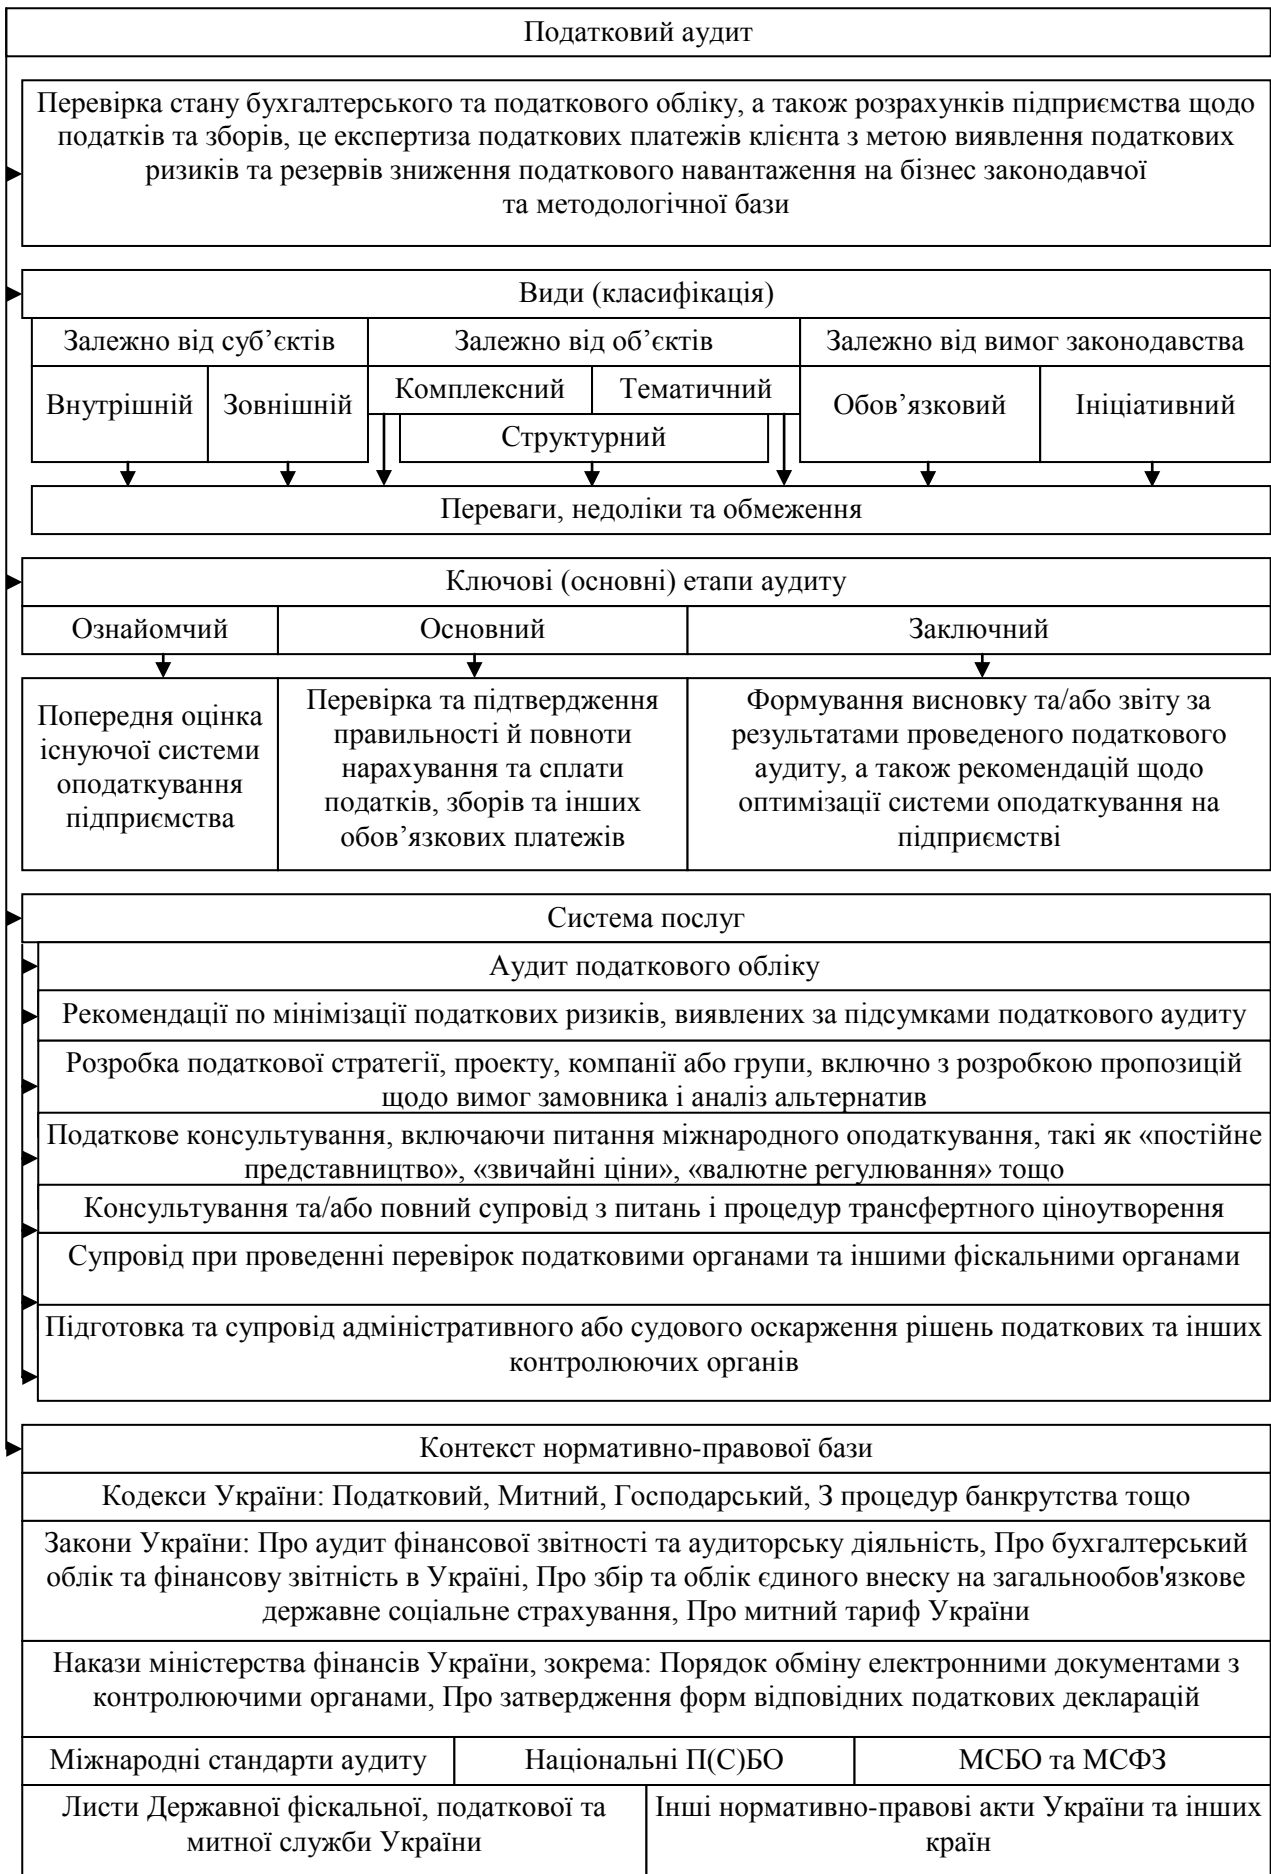 Податковий аудит
Перевірка стану бухгалтерського та податкового обліку, а також розрахунків підприємства щодо
податків та зборів, це експертиза податкових платежів клієнта з метою виявлення податкових
ризиків та резервів зниження податкового навантаження на бізнес законодавчої
та методологічної бази
Види (класифікація)
Залежно від суб’єктів
Залежно від об’єктів
Залежно від вимог законодавства
Внутрішній
Зовнішній
Комплексний
Тематичний
Структурний
Обов’язковий
Ініціативний
Переваги, недоліки та обмеження
Ключові (основні) етапи аудиту
Ознайомчий
Основний
Заключний
Попередня оцінка
існуючої системи
оподаткування
підприємства
Перевірка та підтвердження
правильності й повноти
нарахування та сплати
податків, зборів та інших
обов’язкових платежів
Формування висновку та/або звіту за
результатами проведеного податкового
аудиту, а також рекомендацій щодо
оптимізації системи оподаткування на
підприємстві
Система послуг
Аудит податкового обліку
Рекомендації по мінімізації податкових ризиків, виявлених за підсумками податкового аудиту
Розробка податкової стратегії, проекту, компанії або групи, включно з розробкою пропозицій
щодо вимог замовника і аналіз альтернатив
Податкове консультування, включаючи питання міжнародного оподаткування, такі як «постійне
представництво», «звичайні ціни», «валютне регулювання» тощо
Консультування та/або повний супровід з питань і процедур трансфертного ціноутворення
Супровід при проведенні перевірок податковими органами та іншими фіскальними органами
Підготовка та супровід адміністративного або судового оскарження рішень податкових та інших
контролюючих органів
Контекст нормативно-правової бази
Кодекси України: Податковий, Митний, Господарський, З процедур банкрутства тощо
Закони України: Про аудит фінансової звітності та аудиторську діяльність, Про бухгалтерський
облік та фінансову звітність в Україні, Про збір та облік єдиного внеску на загальнообов'язкове
державне соціальне страхування, Про митний тариф України
Накази міністерства фінансів України, зокрема: Порядок обміну електронними документами з
контролюючими органами, Про затвердження форм відповідних податкових декларацій
Міжнародні стандарти аудиту
Національні П(С)БО
МСБО та МСФЗ
Листи Державної фіскальної, податкової та
митної служби України
Інші нормативно-правові акти України та інших
країн